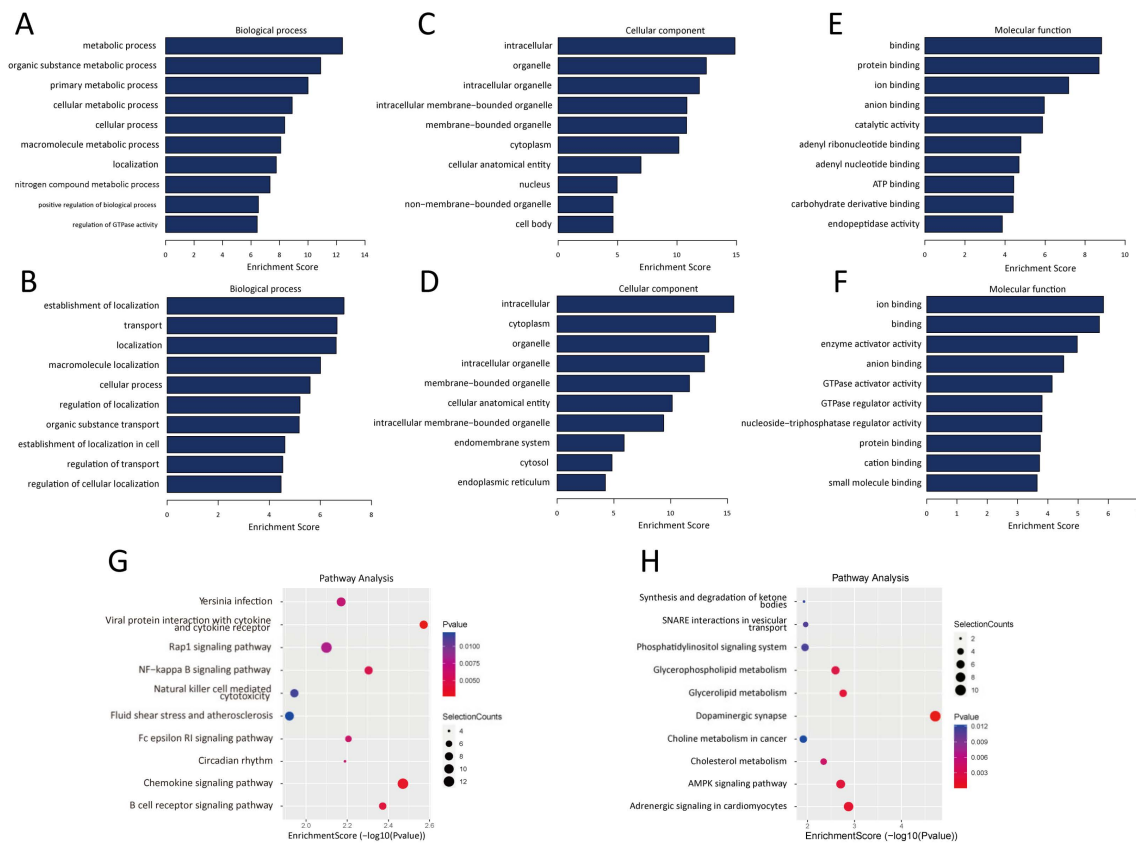 A
Biological process
metabolic process
organic substance metabolic process
primary metabolic process
cellular metabolic process
cellular process
macromolecule metabolic process
localization
nitrogen compound metabolic process
positive regulation of biological process
regulation of GTPase activity
0 2 4 6 8 10 12 14
Enrichment Score
C
Cellular component
intracellular
organelle
intracellular organelle
intracellular membrane−bounded organelle
membrane−bounded organelle
cytoplasm
cellular anatomical entity
nucleus
non−membrane−bounded organelle
cell body
0 5 10 15
Enrichment Score
E
Molecular function
binding
protein binding
ion binding
anion binding
catalytic activity
adenyl ribonucleotide binding
adenyl nucleotide binding
ATP binding
carbohydrate derivative binding
endopeptidase activity
0 2 4 6 8 10
Enrichment Score
B
Biological process
establishment of localization
transport
localization
macromolecule localization
cellular process
regulation of localization
organic substance transport
establishment of localization in cell
regulation of transport
regulation of cellular localization
0 2 4 6 8
Enrichment Score
D
Cellular component
intracellular
cytoplasm
organelle
intracellular organelle
membrane−bounded organelle
cellular anatomical entity
intracellular membrane−bounded organelle
endomembrane system
cytosol
endoplasmic reticulum
0 5 10 15
Enrichment Score
F
Molecular function
ion binding
binding
enzyme activator activity
anion binding
GTPase activator activity
GTPase regulator activity
nucleoside−triphosphatase regulator activity
protein binding
cation binding
small molecule binding
0 1 2 3 4 5 6
Enrichment Score
G
Pathway Analysis
Yersinia infection
Viral protein interaction with cytokine
and cytokine receptor
Rap1 signaling pathway
NF−kappa B signaling pathway
Natural killer cell mediated
cytotoxicity
Fluid shear stress and atherosclerosis
Fc epsilon RI signaling pathway
Circadian rhythm
Chemokine signaling pathway
B cell receptor signaling pathway
2.0 2.2 2.4 2.6
EnrichmentScore (−log10(Pvalue))
Pvalue
0.0100
0.0075
0.0050
SelectionCounts
4
6
8
10
12
H
Pathway Analysis
Synthesis and degradation of ketone
bodies
SNARE interactions in vesicular
transport
Phosphatidylinositol signaling system
Glycerophospholipid metabolism
Glycerolipid metabolism
Dopaminergic synapse
Choline metabolism in cancer
Cholesterol metabolism
AMPK signaling pathway
Adrenergic signaling in cardiomyocytes
2 3 4
EnrichmentScore (−log10(Pvalue))
SelectionCounts
2
4
6
8
10
Pvalue
0.012
0.009
0.006
0.003